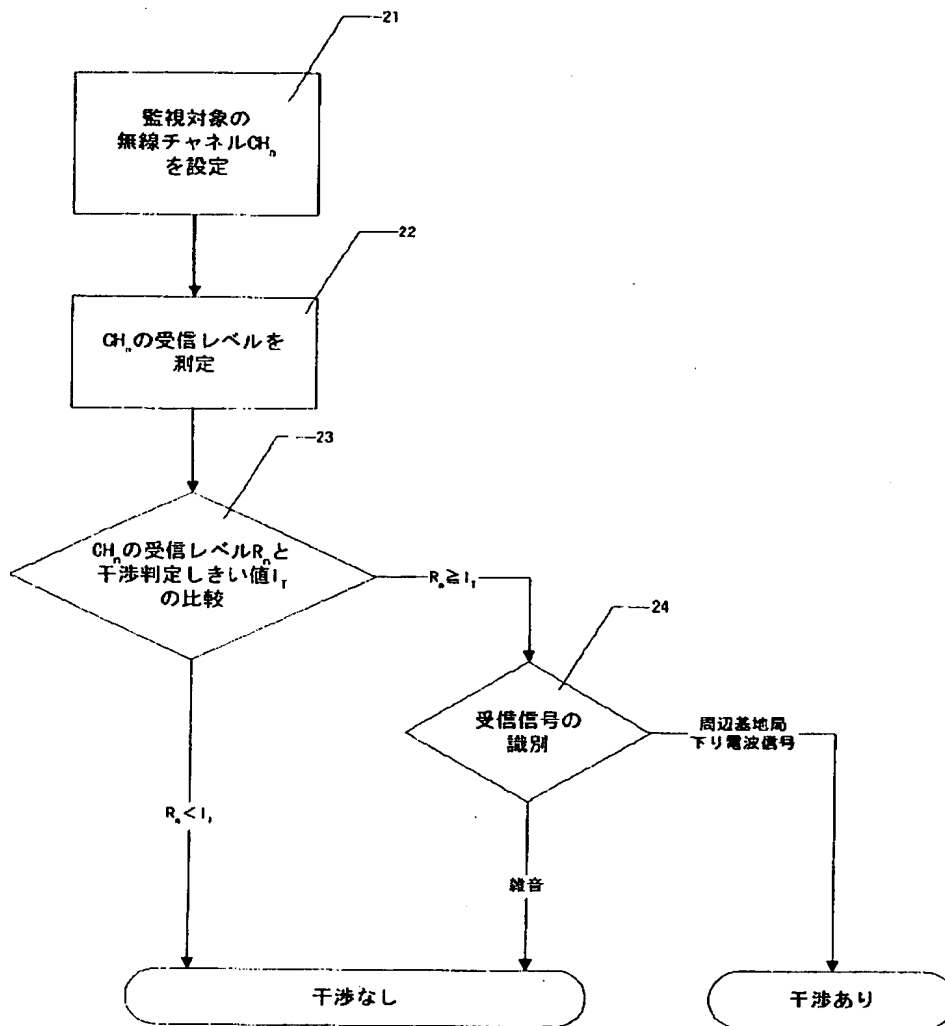 21
監視対象の
無線チャネルCHn
を設定
22
CHnの受信レベルを
測定
23
CHnの受信レベルRnと
干渉判定しきい値IT
の比較
Rn≧IT
24
受信信号の
識別
周辺基地局
下り電波信号
Rn<IT
雑音
干渉なし
干渉あり